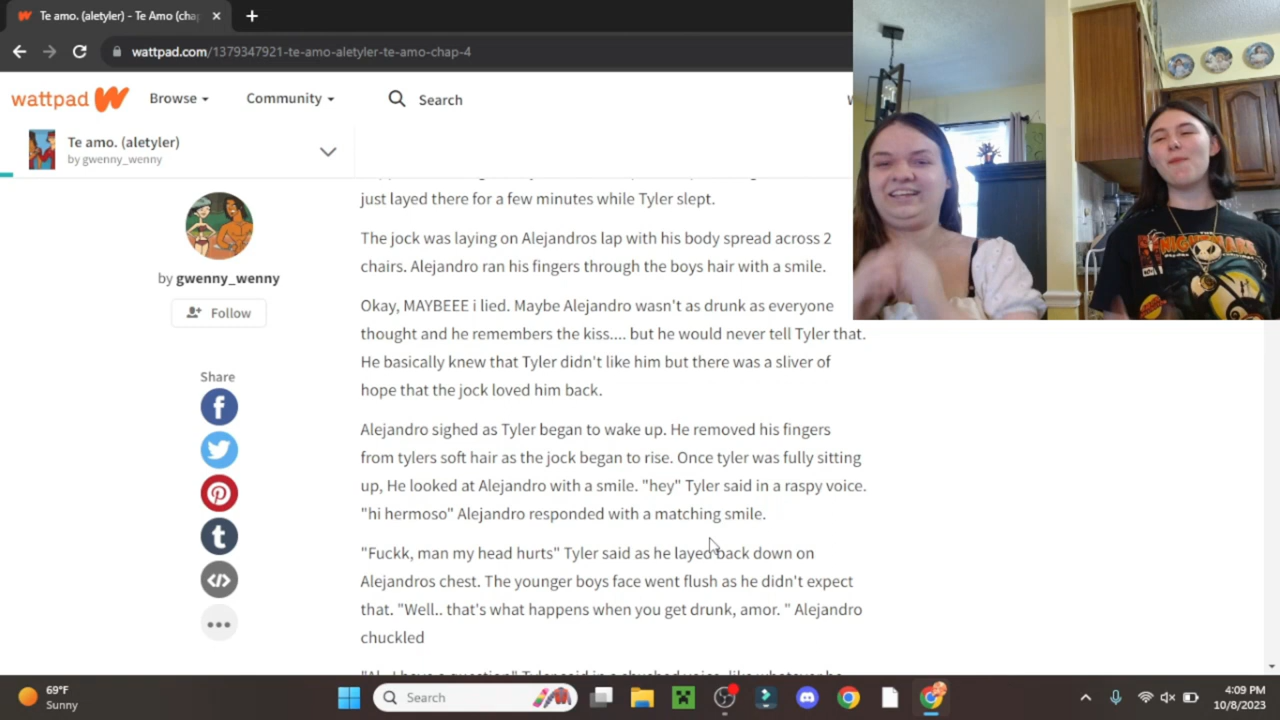 Te amo. (aletyler) - Te Amo (chap
wattpad.com/1379347921-te-amo-aletyler-te-amo-chap-4
wattpad
Browse
Community
Search
Te amo. (aletyler)
by gwenny_wenny
by gwenny_wenny
Follow
Share
just layed there for a few minutes while Tyler slept.
The jock was laying on Alejandros lap with his body spread across 2
chairs. Alejandro ran his fingers through the boys hair with a smile.
Okay, MAYBEEE i lied. Maybe Alejandro wasn't as drunk as everyone
thought and he remembers the kiss.... but he would never tell Tyler that.
He basically knew that Tyler didn't like him but there was a sliver of
hope that the jock loved him back.
Alejandro sighed as Tyler began to wake up. He removed his fingers
from tylers soft hair as the jock began to rise. Once tyler was fully sitting
up, He looked at Alejandro with a smile. "hey" Tyler said in a raspy voice.
"hi hermoso" Alejandro responded with a matching smile.
"Fuckk, man my head hurts" Tyler said as he layed back down on
Alejandros chest. The younger boys face went flush as he didn't expect
that. "Well.. that's what happens when you get drunk, amor. " Alejandro
chuckled
THE
69°F
Sunny
Search
4:09 PM
10/8/2023